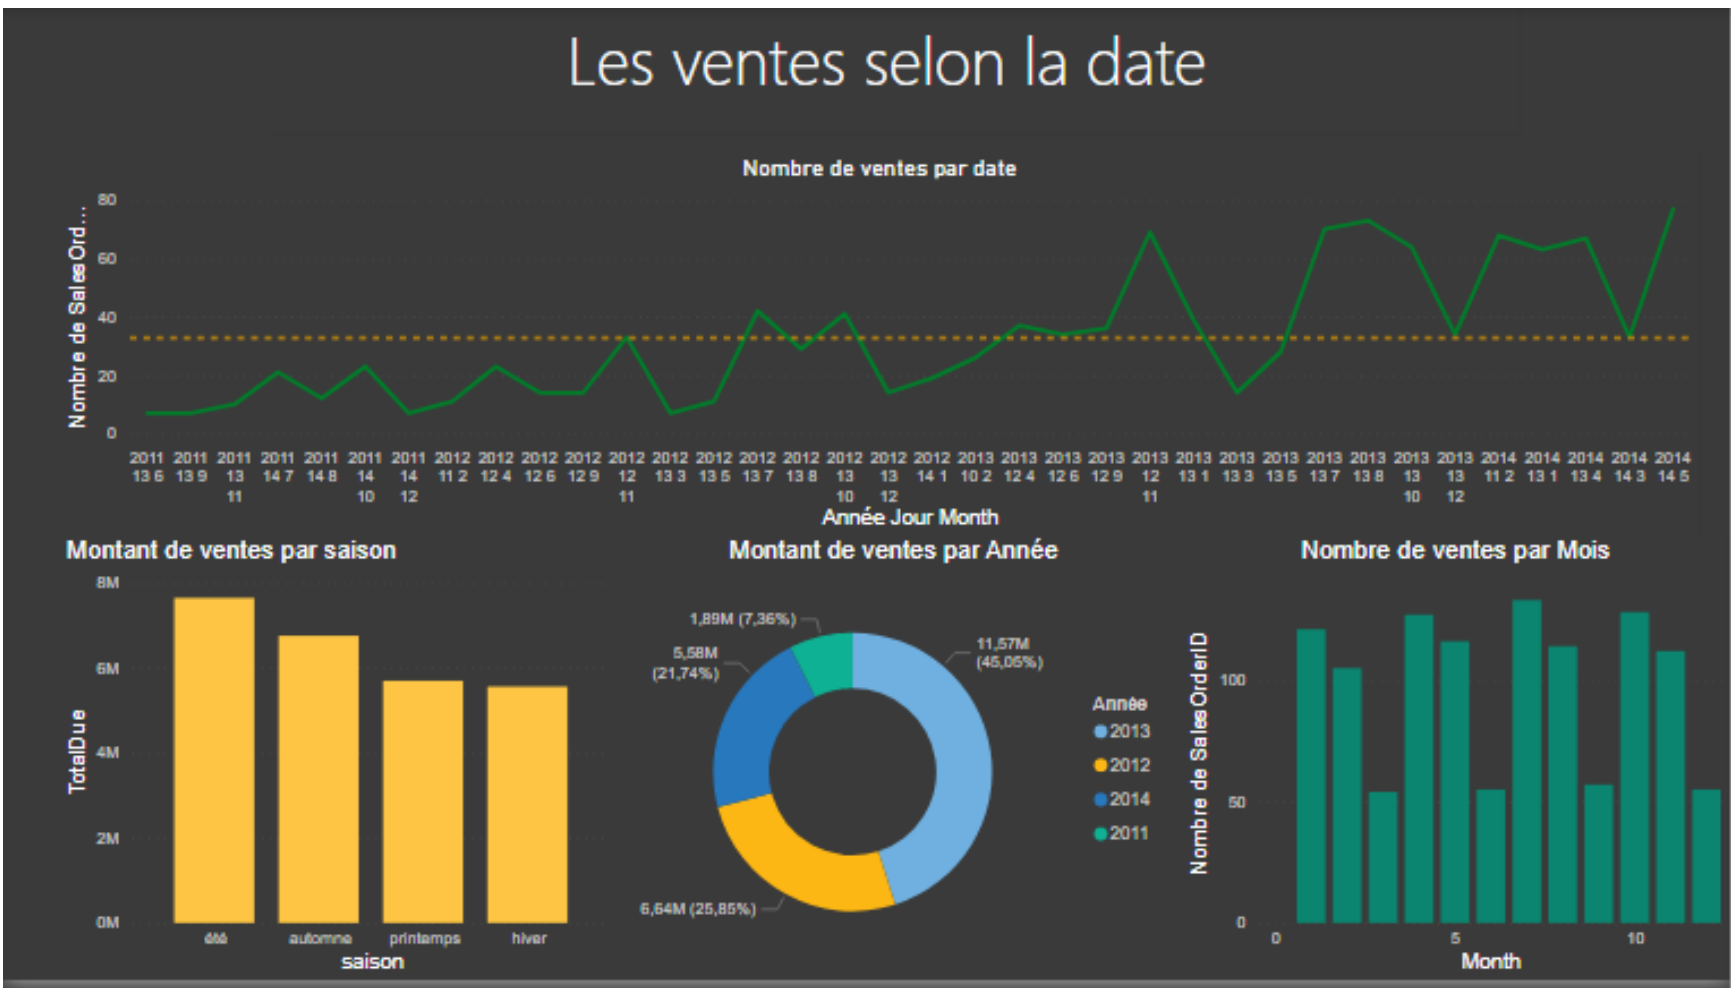 Les ventes selon la date
Nombre de ventes par date
Nombre de SalesOrd...
80
60
40
20
0
2011 2011 2011 2011 2011 2011 2011 2012 2012 2012 2012 2012 2012 2012 2012 2012 2012 2012 2012 2013 2013 2013 2013 2013 2013 2013 2013 2013 2013 2013 2013 2014 2014 2014 2014 2014
13 6 13 9 13 14 7 14 8 14 14 11 2 12 4 12 6 12 9 12 13 3 13 5 13 7 13 8 13 13 14 1 10 2 12 4 12 6 12 9 12 13 1 13 3 13 5 13 7 13 8 13 13 11 2 13 1 13 4 14 3 14 5
11 10 12 11 10 12 11 10 12
Année Jour Month
Montant de ventes par saison
TotalDue
8M
6M
4M
2M
0M
été automne printemps hiver
saison
Montant de ventes par Année
1,89M (7,36%)
5,58M
(21,74%)
11,57M
(45,05%)
6,64M (25,85%)
Année
2013
2012
2014
2011
Nombre de ventes par Mois
Nombre de SalesOrderID
100
50
0
0 5 10
Month